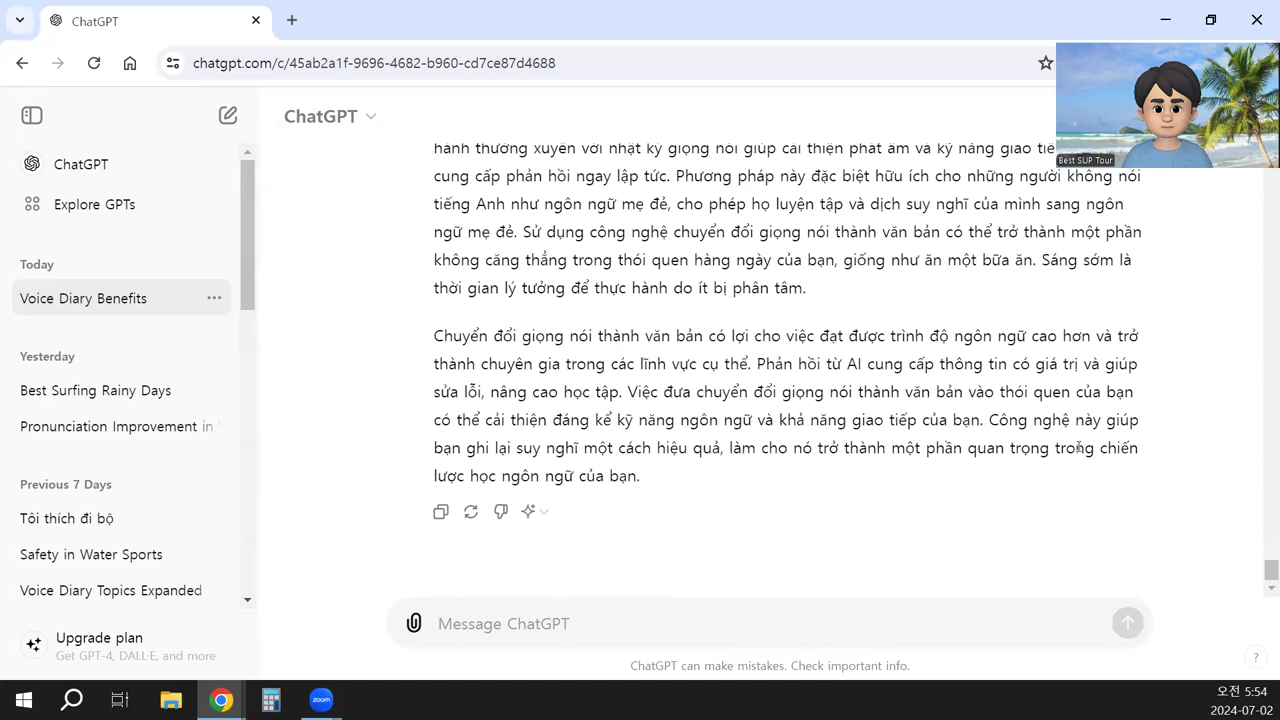 ChatGPT
chatgpt.com/c/45ab2a1f-9696-4682-b960-cd7ce87d4688
Best SUP Tour
ChatGPT
Explore GPTs
Today
Voice Diary Benefits
Yesterday
Best Surfing Rainy Days
Pronunciation Improvement in
Previous 7 Days
Tôi thích đi bộ
Safety in Water Sports
Voice Diary Topics Expanded
Upgrade plan
Get GPT-4, DALL·E, and more
ChatGPT
hành thường xuyên với nhật ký giọng nói giúp cải thiện phát âm và kỹ năng giao
cung cấp phản hồi ngay lập tức. Phương pháp này đặc biệt hữu ích cho những người không nói
tiếng Anh như ngôn ngữ mẹ đẻ, cho phép họ luyện tập và dịch suy nghĩ của mình sang ngôn
ngữ mẹ đẻ. Sử dụng công nghệ chuyển đổi giọng nói thành văn bản có thể trở thành một phần
không căng thẳng trong thói quen hàng ngày của bạn, giống như ăn một bữa ăn. Sáng sớm là
thời gian lý tưởng để thực hành do ít bị phân tâm.
Chuyển đổi giọng nói thành văn bản có lợi cho việc đạt được trình độ ngôn ngữ cao hơn và trở
thành chuyên gia trong các lĩnh vực cụ thể. Phản hồi từ AI cung cấp thông tin có giá trị và giúp
sửa lỗi, nâng cao học tập. Việc đưa chuyển đổi giọng nói thành văn bản vào thói quen của bạn
có thể cải thiện đáng kể kỹ năng ngôn ngữ và khả năng giao tiếp của bạn. Công nghệ này giúp
bạn ghi lại suy nghĩ một cách hiệu quả, làm cho nó trở thành một phần quan trọng trong chiến
lược học ngôn ngữ của bạn.
Message ChatGPT
ChatGPT can make mistakes. Check important info.
?
zoom
오전 5:54
2024-07-02